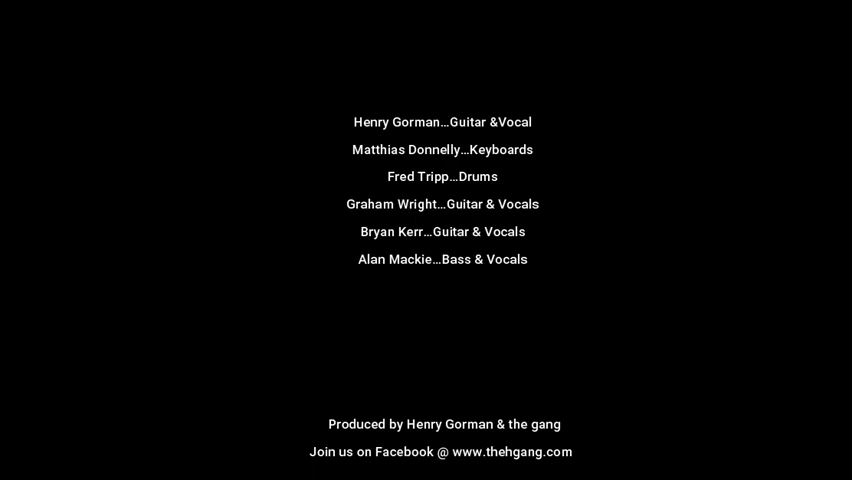 Henry Gorman...Guitar &Vocal
Matthias Donnelly...Keyboards
Fred Tripp...Drums
Graham Wright...Guitar & Vocals
Bryan Kerr...Guitar & Vocals
Alan Mackie...Bass & Vocals
Produced by Henry Gorman & the gang
Join us on Facebook @ www.thehgang.com